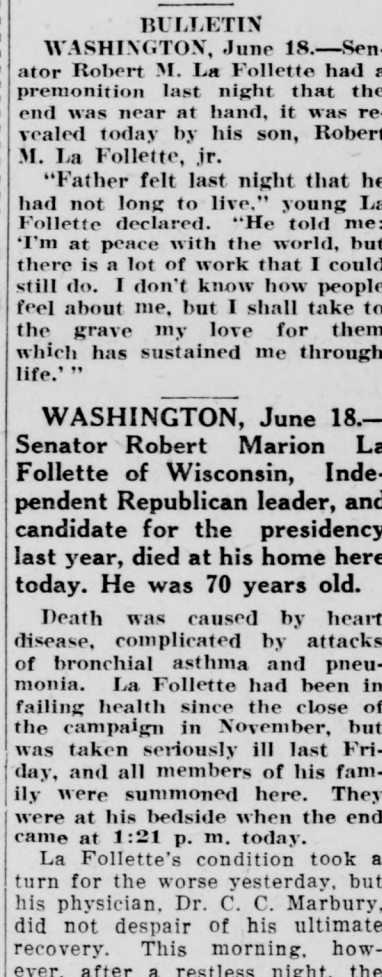 BULLETIN
WASHINGTON, June 18.—Sen-
ator Robert M. La Follette had a
premonition last night that the
end was near at hand, it was re-
vealed today by his son, Robert
M. La Follette, jr.
"Father felt last night that he
had not long to live," young La
Follette declared. "He told me:
'I'm at peace with the world, but
there is a lot of work that I could
still do. I don't know how people
feel about me, but I shall take to
the grave my love for them
which has sustained me through
life.' "
WASHINGTON, June 18.—
Senator Robert Marion La
Follette of Wisconsin, Inde-
pendent Republican leader, and
candidate for the presidency
last year, died at his home here
today. He was 70 years old.
Death was caused by heart
disease, complicated by attacks
of bronchial asthma and pneu-
monia. La Follette had been in
failing health since the close of
the campaign in November, but
was taken seriously ill last Fri-
day, and all members of his fam-
ily were summoned here. They
were at his bedside when the end
came at 1:21 p. m. today.
La Follette's condition took a
turn for the worse yesterday, but
his physician, Dr. C. C. Marbury,
did not despair of his ultimate
recovery. This morning, how-
ever, after a restless night, the